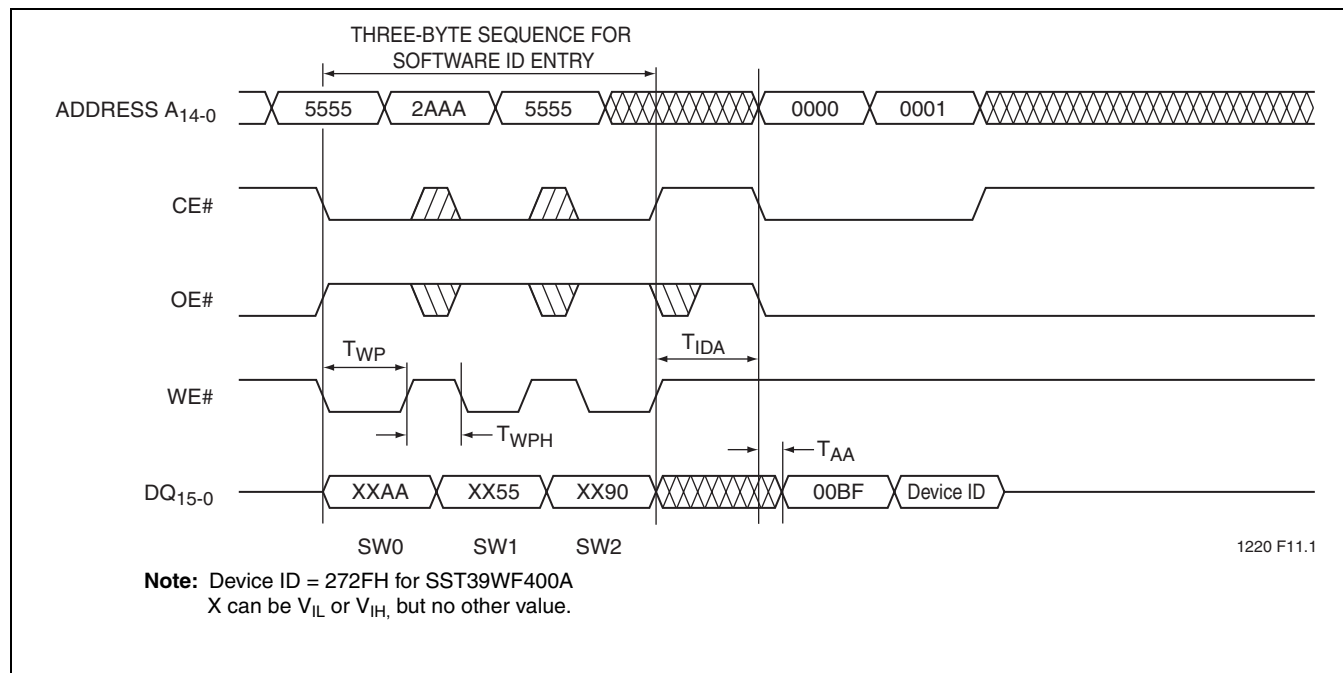 THREE-BYTE SEQUENCE FOR
SOFTWARE ID ENTRY
ADDRESS A14-0
5555
2AAA
5555
0000
0001
CE#
OE#
TWP
TIDA
WE#
TWPH
TAA
DQ15-0
XXAA
XX55
XX90
00BF
Device ID
SW0
SW1
SW2
1220 F11.1
Note: Device ID = 272FH for SST39WF400A
X can be VIL or VIH, but no other value.